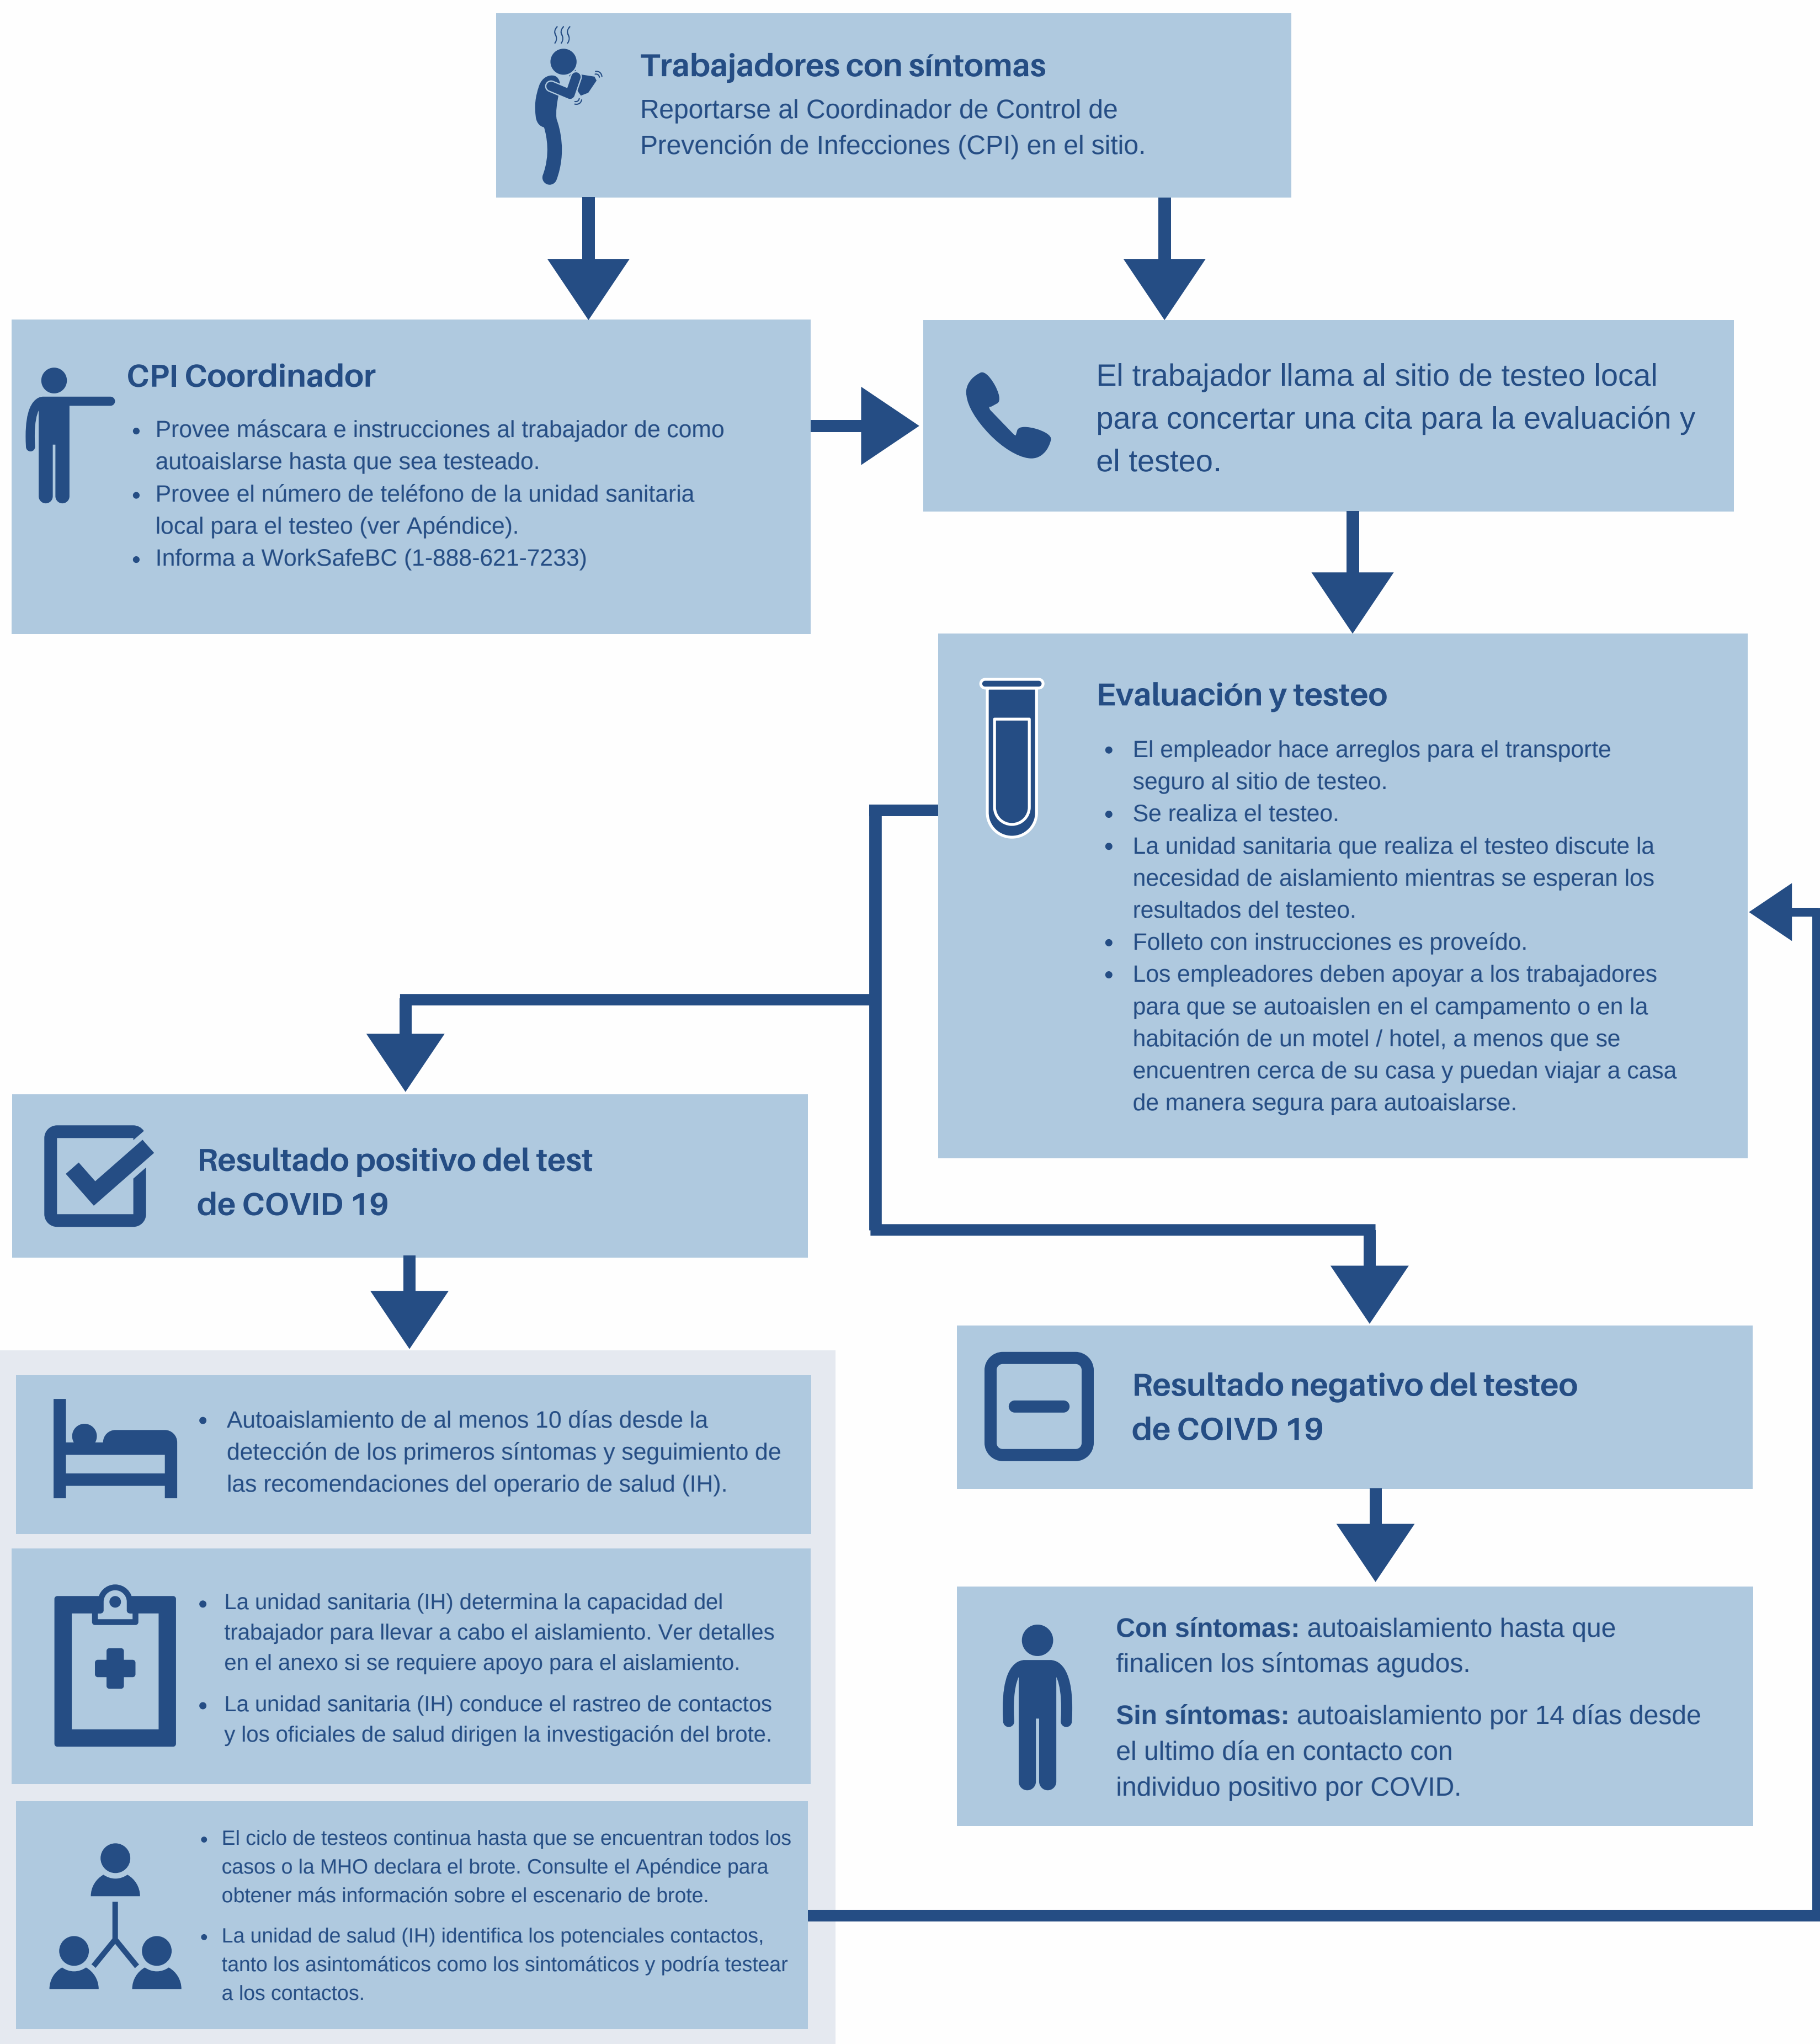 Trabajadores con síntomas
Reportarse al Coordinador de Control de
Prevención de Infecciones (CPI) en el sitio.
CPI Coordinador
• Provee máscara e instrucciones al trabajador de como
autoaislarse hasta que sea testeado.
• Provee el número de teléfono de la unidad sanitaria
local para el testeo (ver Apéndice).
• Informa a WorkSafeBC (1-888-621-7233)
El trabajador llama al sitio de testeo local
para concertar una cita para la evaluación y
el testeo.
Evaluación y testeo
• El empleador hace arreglos para el transporte
seguro al sitio de testeo.
• Se realiza el testeo.
• La unidad sanitaria que realiza el testeo discute la
necesidad de aislamiento mientras se esperan los
resultados del testeo.
• Folleto con instrucciones es proveído.
• Los empleadores deben apoyar a los trabajadores
para que se autoaislen en el campamento o en la
habitación de un motel / hotel, a menos que se
encuentren cerca de su casa y puedan viajar a casa
de manera segura para autoaislarse.
Resultado positivo del test
de COVID 19
• Autoaislamiento de al menos 10 días desde la
detección de los primeros síntomas y seguimiento de
las recomendaciones del operario de salud (IH).
• La unidad sanitaria (IH) determina la capacidad del
trabajador para llevar a cabo el aislamiento. Ver detalles
en el anexo si se requiere apoyo para el aislamiento.
• La unidad sanitaria (IH) conduce el rastreo de contactos
y los oficiales de salud dirigen la investigación del brote.
• El ciclo de testeos continua hasta que se encuentran todos los
casos o la MHO declara el brote. Consulte el Apéndice para
obtener más información sobre el escenario de brote.
• La unidad de salud (IH) identifica los potenciales contactos,
tanto los asintomáticos como los sintomáticos y podría testear
a los contactos.
Resultado negativo del testeo
de COIVD 19
Con síntomas: autoaislamiento hasta que
finalicen los síntomas agudos.
Sin síntomas: autoaislamiento por 14 días desde
el ultimo día en contacto con
individuo positivo por COVID.